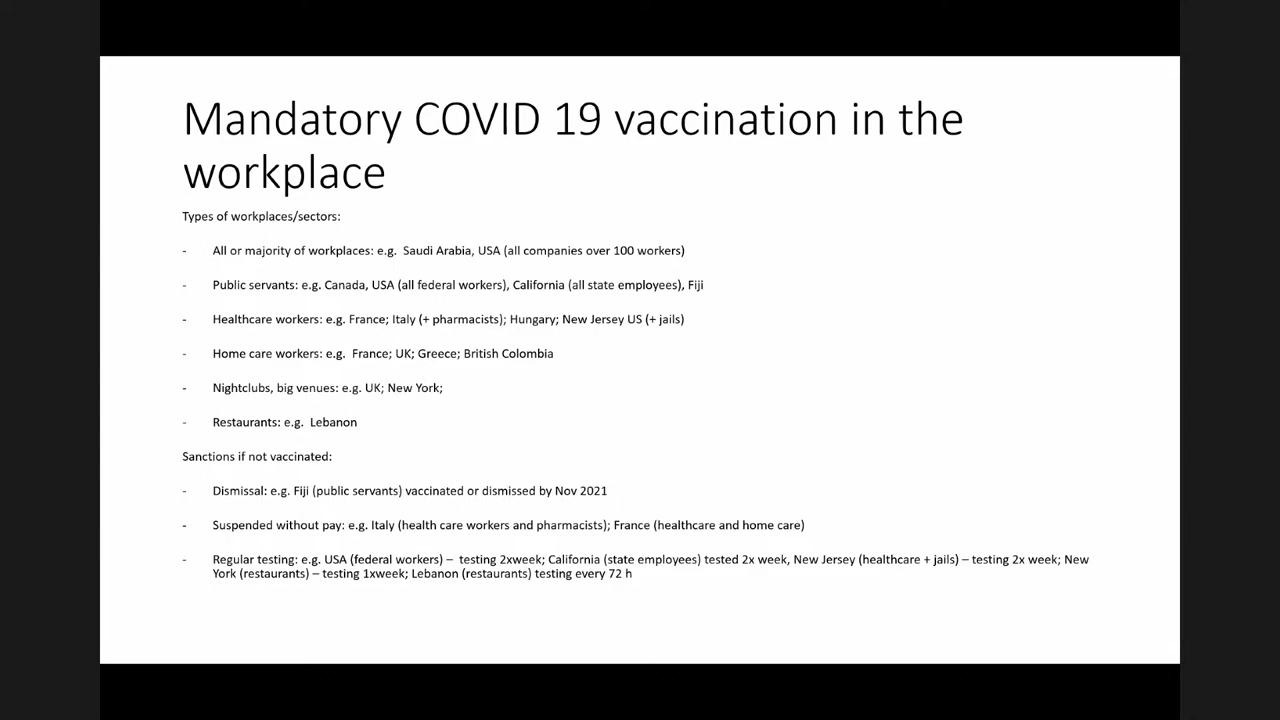 Mandatory COVID 19 vaccination in the
workplace
Types of workplaces/sectors:
- All or majority of workplaces: e.g. Saudi Arabia, USA (all companies over 100 workers)
- Public servants: e.g. Canada, USA (all federal workers), California (all state employees), Fiji
- Healthcare workers: e.g. France; Italy (+ pharmacists); Hungary; New Jersey US (+ jails)
- Home care workers: e.g. France; UK; Greece; British Colombia
- Nightclubs, big venues: e.g. UK; New York;
- Restaurants: e.g. Lebanon
Sanctions if not vaccinated:
- Dismissal: e.g. Fiji (public servants) vaccinated or dismissed by Nov 2021
- Suspended without pay: e.g. Italy (health care workers and pharmacists); France (healthcare and home care)
- Regular testing: e.g. USA (federal workers) – testing 2xweek; California (state employees) tested 2x week, New Jersey (healthcare + jails) – testing 2x week; New
York (restaurants) – testing 1xweek; Lebanon (restaurants) testing every 72 h